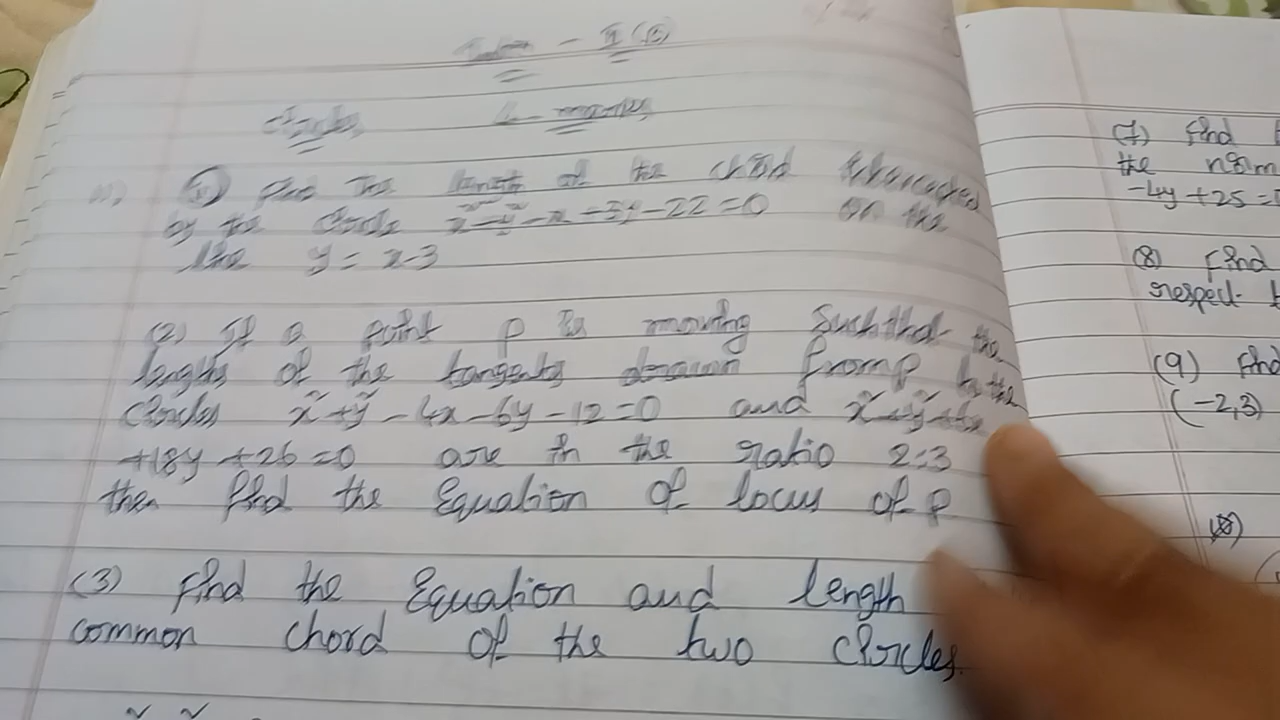 (1) Find the length of the chord intercepted
by the circle x²+y²-x+3y-22=0 on the
line y = x-3
(2) If a point P is moving such that the
lengths of the tangents drawn from P to the
circles x²+y²-4x-6y-12=0 and x²+y²+6x
+18y+26=0 are in the ratio 2:3
then find the Equation of locus of P
(3) Find the Equation and length
common chord of the two circles.
(7) Find
the
-4y+25=
(8) Find
respect
(9) Find
(-2,3)